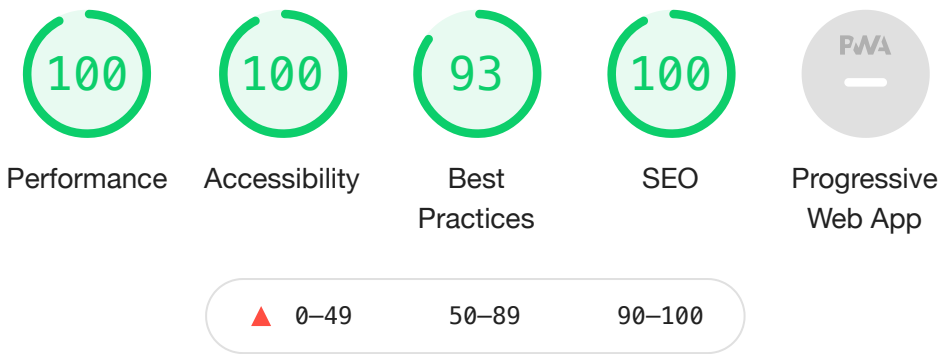 100 100 93 100 PWA
Performance Accessibility Best Practices SEO Progressive Web App
0–49 50–89 90–100